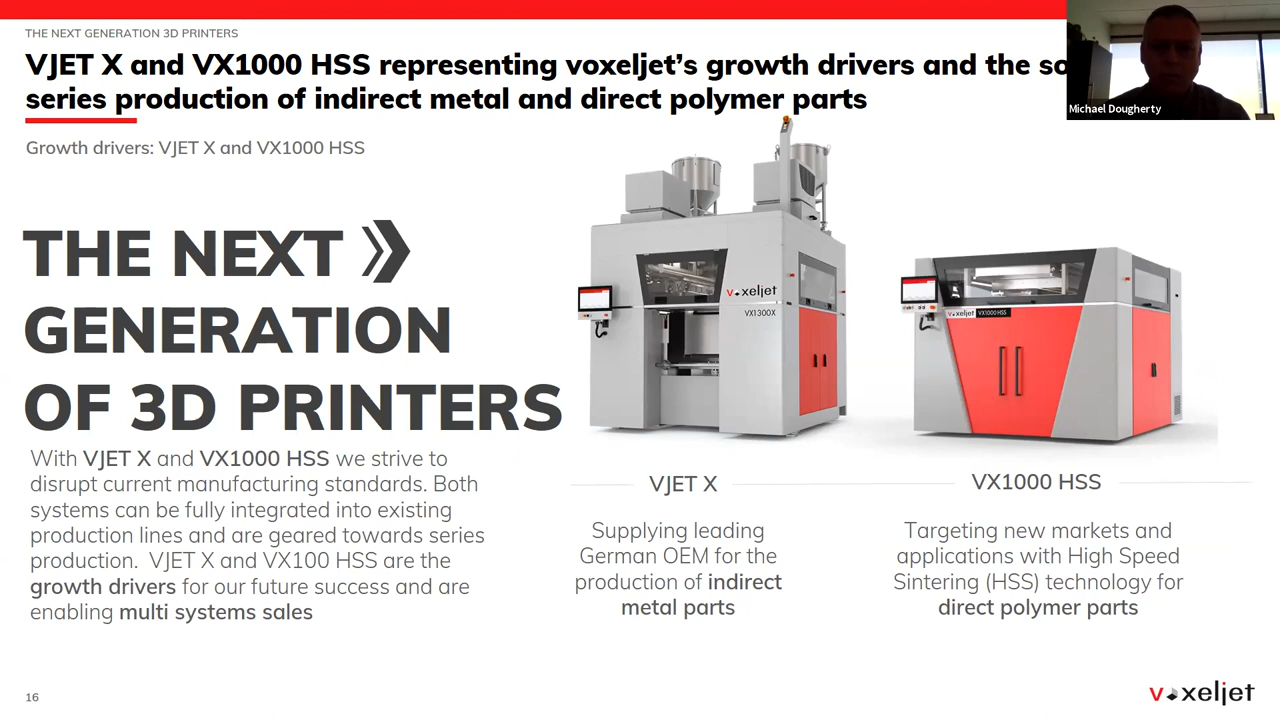 THE NEXT GENERATION 3D PRINTERS
VJET X and VX1000 HSS representing voxeljet’s growth drivers and the so
series production of indirect metal and direct polymer parts
Michael Dougherty
Growth drivers: VJET X and VX1000 HSS
THE NEXT
GENERATION
OF 3D PRINTERS
With VJET X and VX1000 HSS we strive to
disrupt current manufacturing standards. Both
systems can be fully integrated into existing
production lines and are geared towards series
production.  VJET X and VX100 HSS are the
growth drivers for our future success and are
enabling multi systems sales
voxeljet
VX1300X
voxeljet VX1000 HSS
VJET X
Supplying leading
German OEM for the
production of indirect
metal parts
VX1000 HSS
Targeting new markets and
applications with High Speed
Sintering (HSS) technology for
direct polymer parts
16
voxeljet